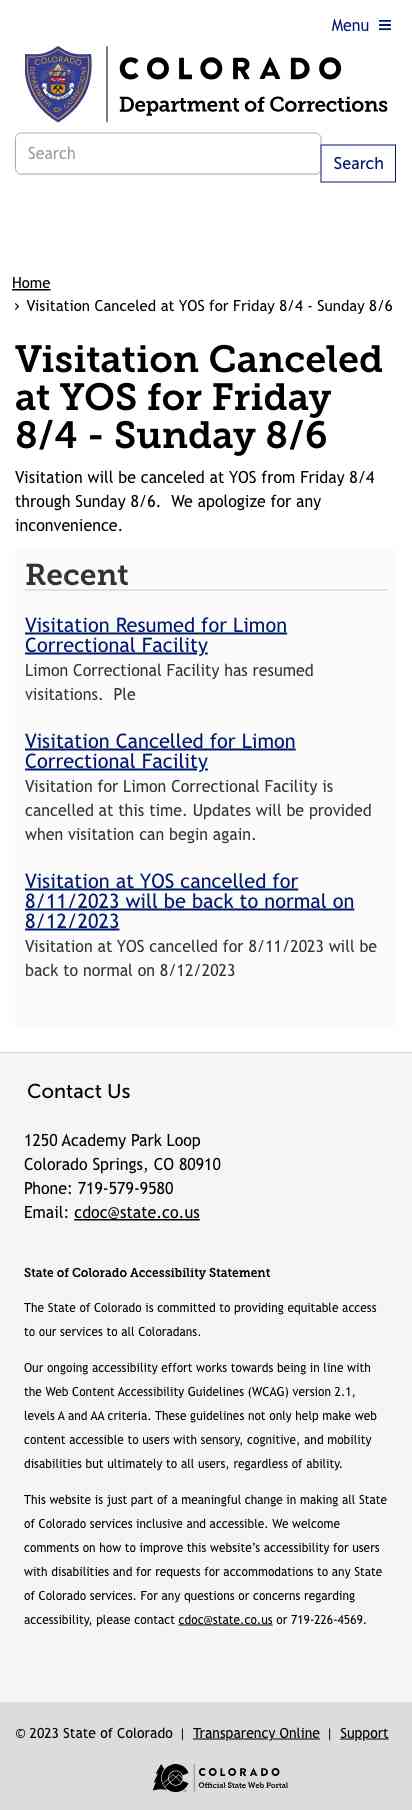 Menu
COLORADO
Department of Corrections
Search
Search
Home
› Visitation Canceled at YOS for Friday 8/4 - Sunday 8/6
Visitation Canceled
at YOS for Friday
8/4 - Sunday 8/6
Visitation will be canceled at YOS from Friday 8/4
through Sunday 8/6.  We apologize for any
inconvenience.
Recent
Visitation Resumed for Limon
Correctional Facility
Limon Correctional Facility has resumed
visitations.  Ple
Visitation Cancelled for Limon
Correctional Facility
Visitation for Limon Correctional Facility is
cancelled at this time. Updates will be provided
when visitation can begin again.
Visitation at YOS cancelled for
8/11/2023 will be back to normal on
8/12/2023
Visitation at YOS cancelled for 8/11/2023 will be
back to normal on 8/12/2023
Contact Us
1250 Academy Park Loop
Colorado Springs, CO 80910
Phone: 719-579-9580
Email: cdoc@state.co.us
State of Colorado Accessibility Statement
The State of Colorado is committed to providing equitable access
to our services to all Coloradans.
Our ongoing accessibility effort works towards being in line with
the Web Content Accessibility Guidelines (WCAG) version 2.1,
levels A and AA criteria. These guidelines not only help make web
content accessible to users with sensory, cognitive, and mobility
disabilities but ultimately to all users, regardless of ability.
This website is just part of a meaningful change in making all State
of Colorado services inclusive and accessible. We welcome
comments on how to improve this website's accessibility for users
with disabilities and for requests for accommodations to any State
of Colorado services. For any questions or concerns regarding
accessibility, please contact cdoc@state.co.us or 719-226-4569.
© 2023 State of Colorado | Transparency Online | Support
COLORADO
Official State Web Portal